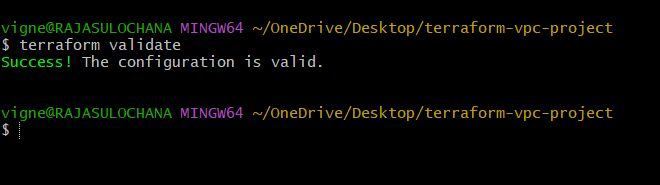 vigne@RAJASULOCHANA MINGW64 ~/OneDrive/Desktop/terraform-vpc-project
$ terraform validate
Success! The configuration is valid.
vigne@RAJASULOCHANA MINGW64 ~/OneDrive/Desktop/terraform-vpc-project
$